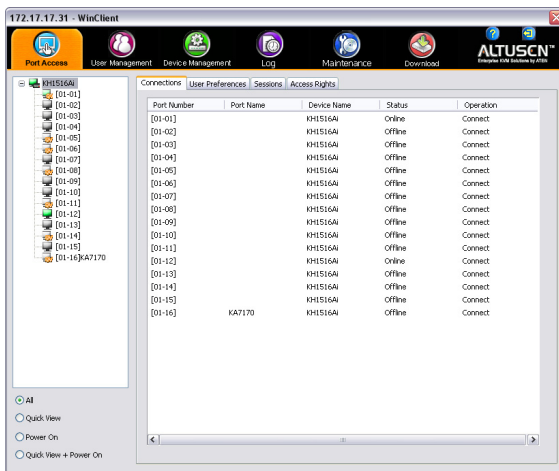 172.17.17.31 - WinClient
Port Access User Management Device Management Log Maintenance Download
ALTUSCN™
Enterprise KVM Solutions by ATEN
KH1516Ai
[01-01]
[01-02]
[01-03]
[01-04]
[01-05]
[01-06]
[01-07]
[01-08]
[01-09]
[01-10]
[01-11]
[01-12]
[01-13]
[01-14]
[01-15]
[01-16]KA7170
All
Quick View
Power On
Quick View + Power On
Connections User Preferences Sessions Access Rights
Port Number Port Name Device Name Status Operation
[01-01] KH1516Ai Online Connect
[01-02] KH1516Ai Offline Connect
[01-03] KH1516Ai Offline Connect
[01-04] KH1516Ai Offline Connect
[01-05] KH1516Ai Offline Connect
[01-06] KH1516Ai Offline Connect
[01-07] KH1516Ai Offline Connect
[01-08] KH1516Ai Offline Connect
[01-09] KH1516Ai Offline Connect
[01-10] KH1516Ai Offline Connect
[01-11] KH1516Ai Offline Connect
[01-12] KH1516Ai Online Connect
[01-13] KH1516Ai Offline Connect
[01-14] KH1516Ai Offline Connect
[01-15] KH1516Ai Offline Connect
[01-16] KA7170 KH1516Ai Offline Connect